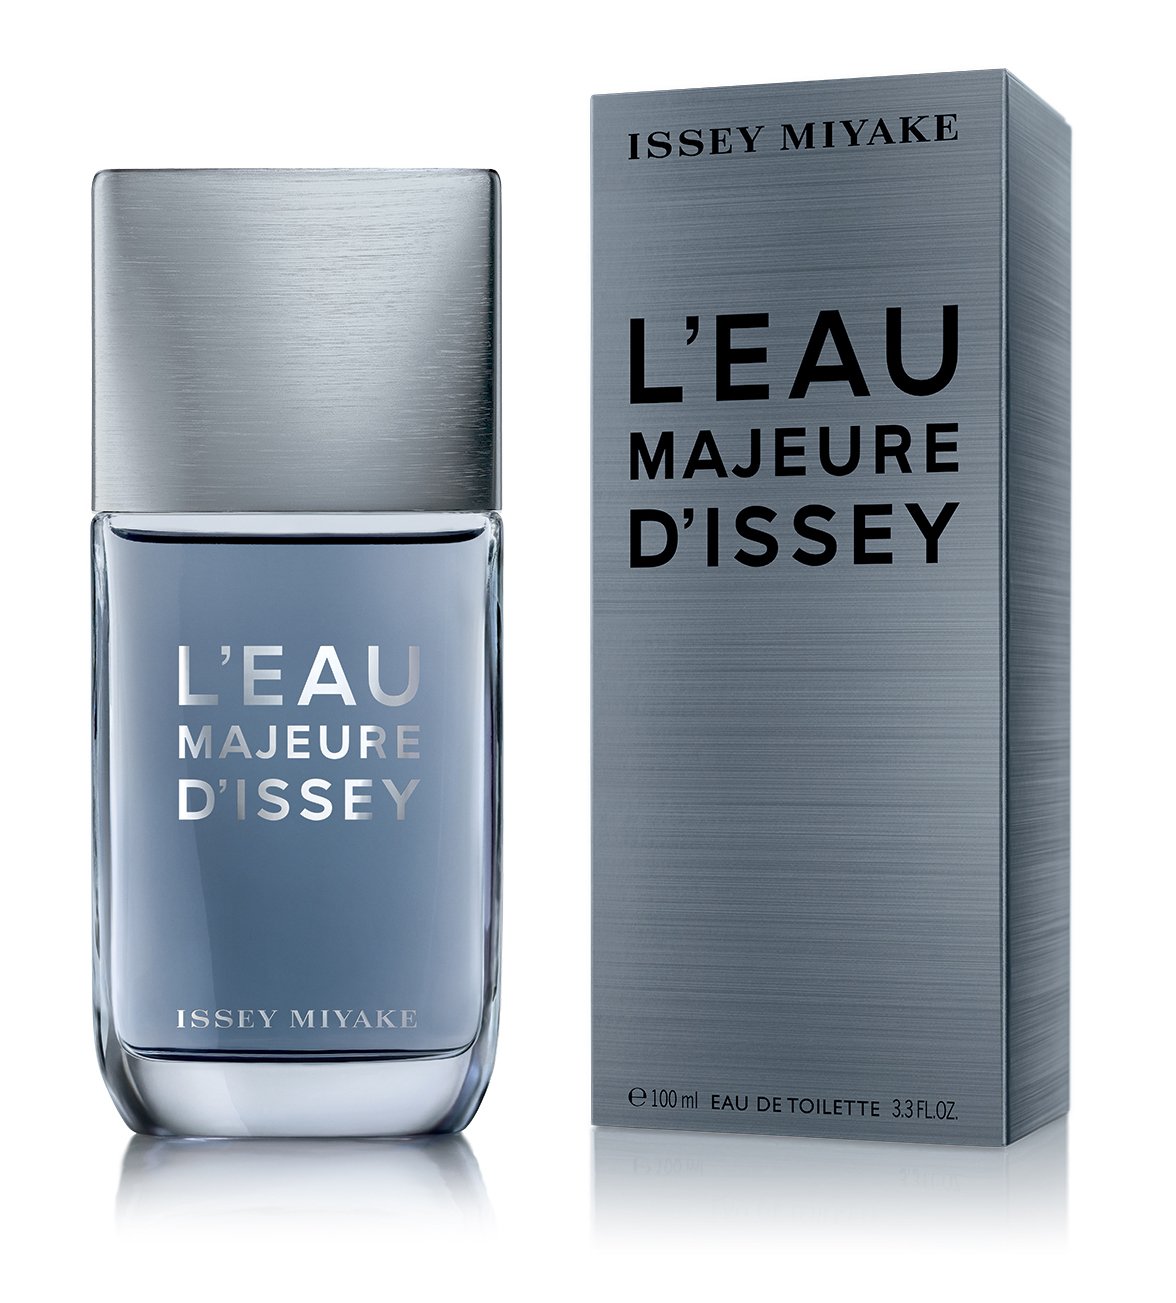 L'EAU
MAJEURE
D'ISSEY
ISSEY MIYAKE
ISSEY MIYAKE
L'EAU
MAJEURE
D'ISSEY
℮ 100 ml EAU DE TOILETTE 3.3 FL.OZ.